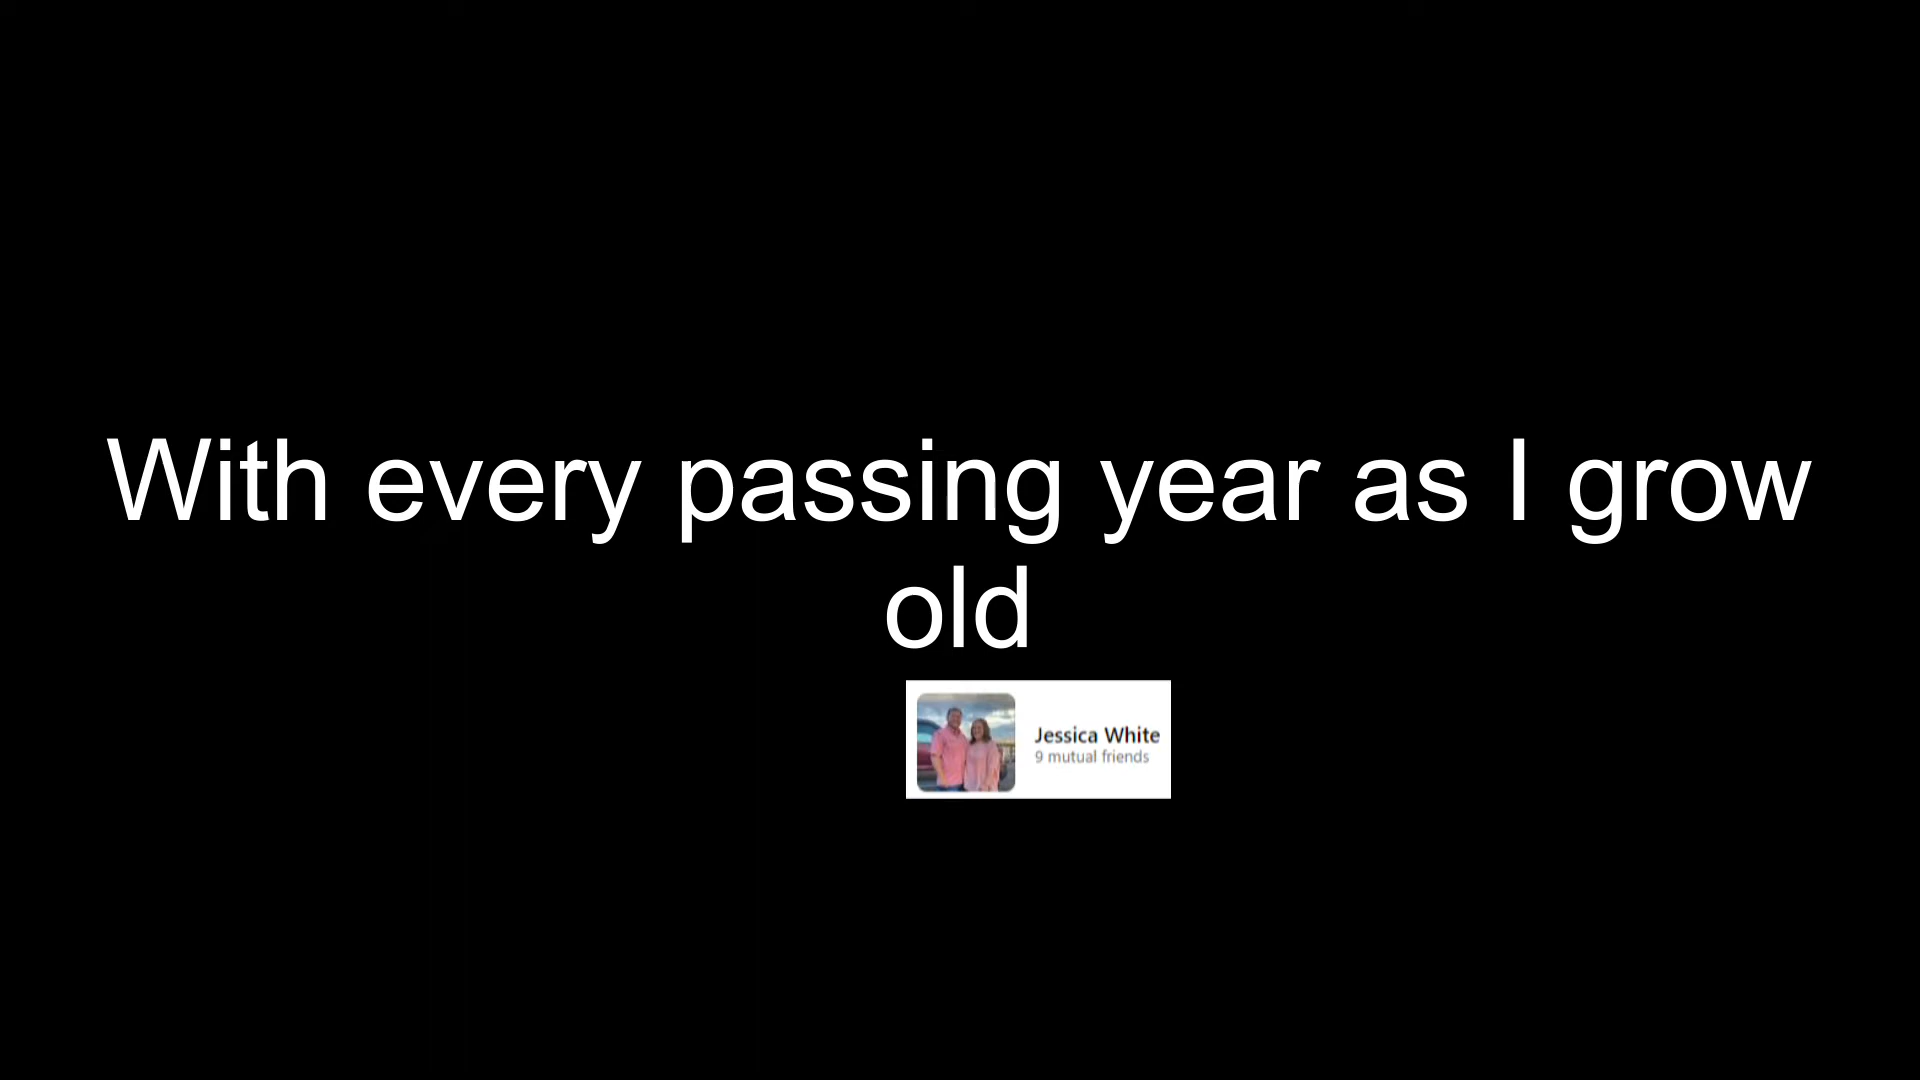 With every passing year as I grow
old
Jessica White
9 mutual friends